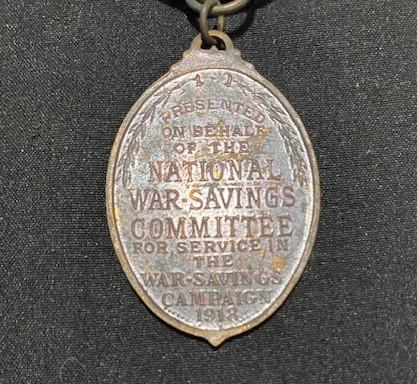 PRESENTED
ON BEHALF
OF THE
NATIONAL
WAR-SAVINGS
COMMITTEE
FOR SERVICE IN
THE
WAR-SAVINGS
CAMPAIGN
1918